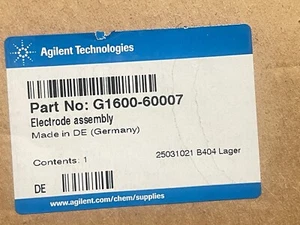 Agilent Technologies
Part No: G1600-60007
Electrode assembly
Made in DE (Germany)
Contents: 1
25031021 B404 Lager
DE
www.agilent.com/chem/supplies